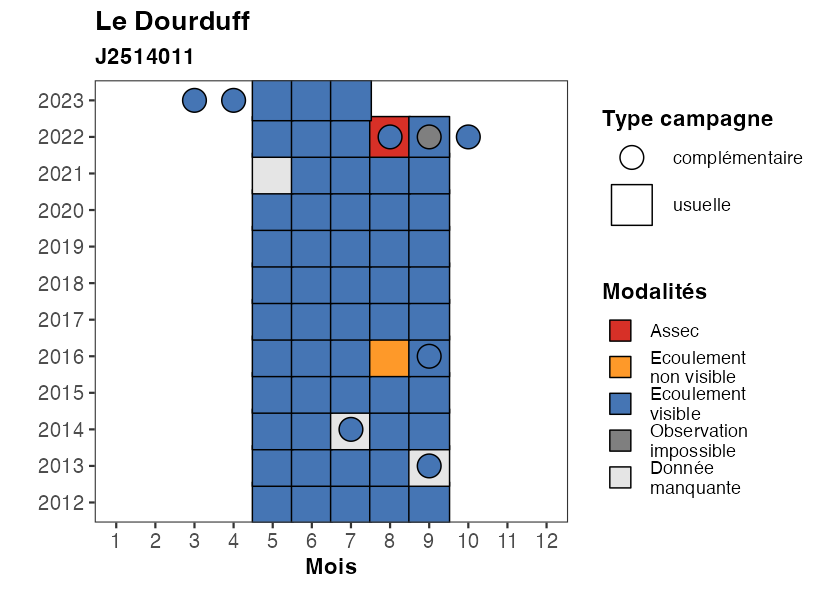 Le Dourduff
J2514011
2023
2022
2021
2020
2019
2018
2017
2016
2015
2014
2013
2012
1 2 3 4 5 6 7 8 9 10 11 12
Mois
Type campagne
complémentaire
usuelle
Modalités
Assec
Ecoulement
non visible
Ecoulement
visible
Observation
impossible
Donnée
manquante